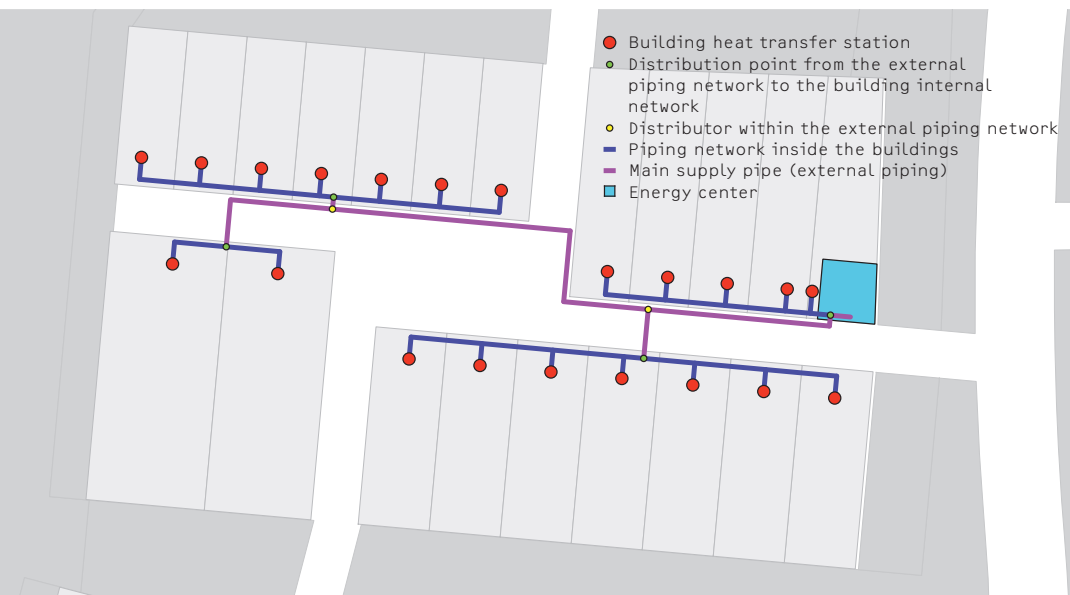 Building heat transfer station
Distribution point from the external
piping network to the building internal
network
Distributor within the external piping network
Piping network inside the buildings
Main supply pipe (external piping)
Energy center